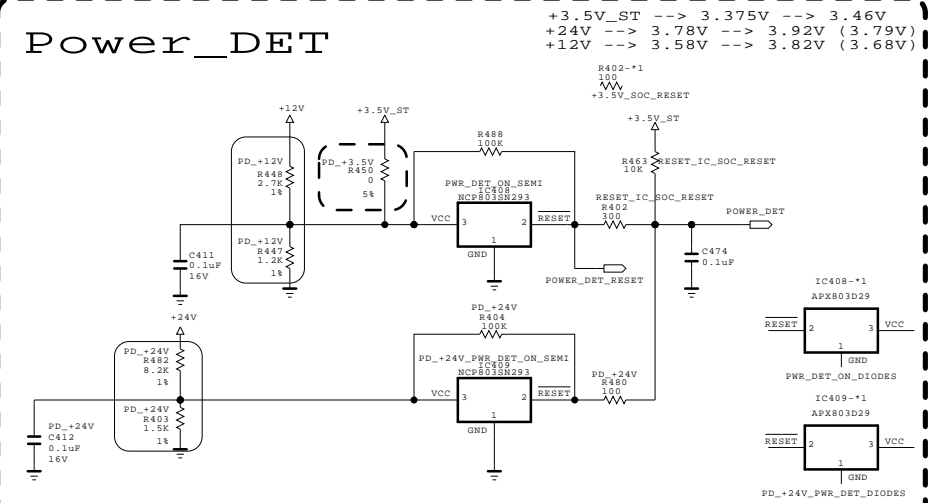 Power_DET
+3.5V_ST --> 3.375V --> 3.46V
+24V --> 3.78V --> 3.92V (3.79V)
+12V --> 3.58V --> 3.82V (3.68V)
R402-*1
100
+3.5V_SOC_RESET
+12V
+3.5V_ST
+3.5V_ST
R488
100K
PD_+12V
R448
2.7K
1%
PD_+3.5V
R450
0
5%
R463
10K
RESET_IC_SOC_RESET
PWR_DET_ON_SEMI
IC408
NCP803SN293
VCC
3
2
RESET
1
GND
RESET_IC_SOC_RESET
R402
300
POWER_DET
PD_+12V
R447
1.2K
1%
C411
0.1uF
16V
C474
0.1uF
POWER_DET_RESET
IC408-*1
APX803D29
RESET
2
3
VCC
1
GND
PWR_DET_ON_DIODES
+24V
PD_+24V
R404
100K
PD_+24V
R482
8.2K
1%
PD_+24V_PWR_DET_ON_SEMI
IC409
NCP803SN293
VCC
3
2
RESET
1
GND
PD_+24V
R480
100
PD_+24V
R403
1.5K
1%
PD_+24V
C412
0.1uF
16V
IC409-*1
APX803D29
RESET
2
3
VCC
1
GND
PD_+24V_PWR_DET_DIODES